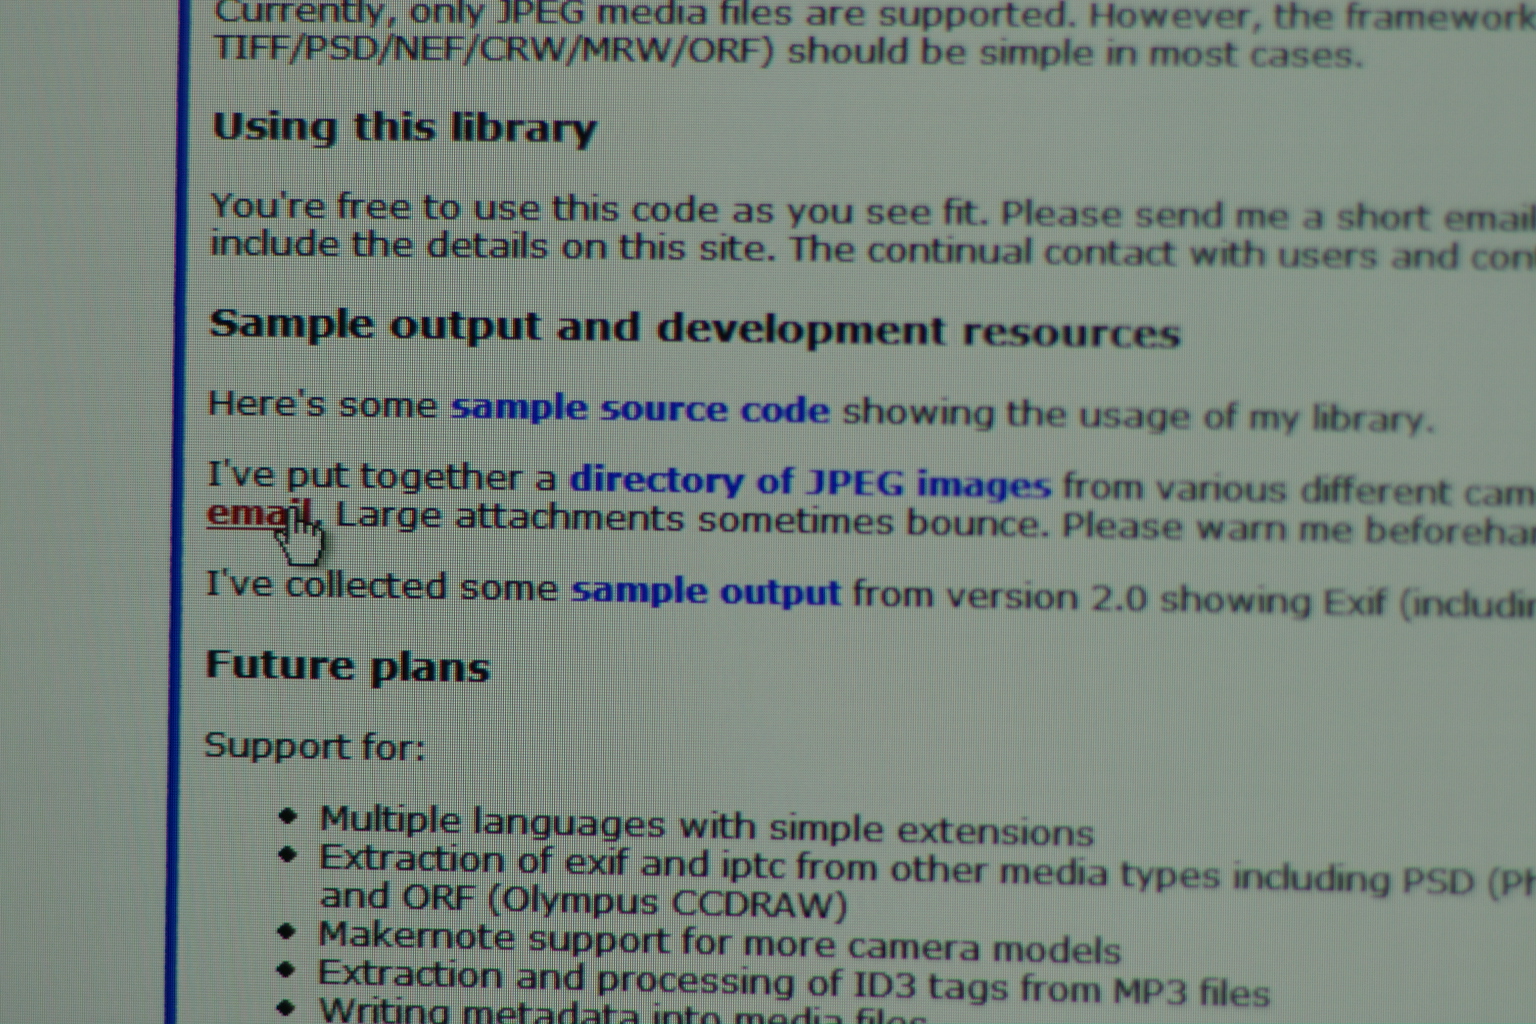 Currently, only JPEG media files are supported. However, the framework
TIFF/PSD/NEF/CRW/MRW/ORF) should be simple in most cases.
Using this library
You're free to use this code as you see fit. Please send me a short email
include the details on this site. The continual contact with users and con
Sample output and development resources
Here's some sample source code showing the usage of my library.
I've put together a directory of JPEG images from various different cam
email. Large attachments sometimes bounce. Please warn me beforehan
I've collected some sample output from version 2.0 showing Exif (includin
Future plans
Support for:
Multiple languages with simple extensions
Extraction of exif and iptc from other media types including PSD (Ph
and ORF (Olympus CCDRAW)
Makernote support for more camera models
Extraction and processing of ID3 tags from MP3 files
Writing metadata into media files